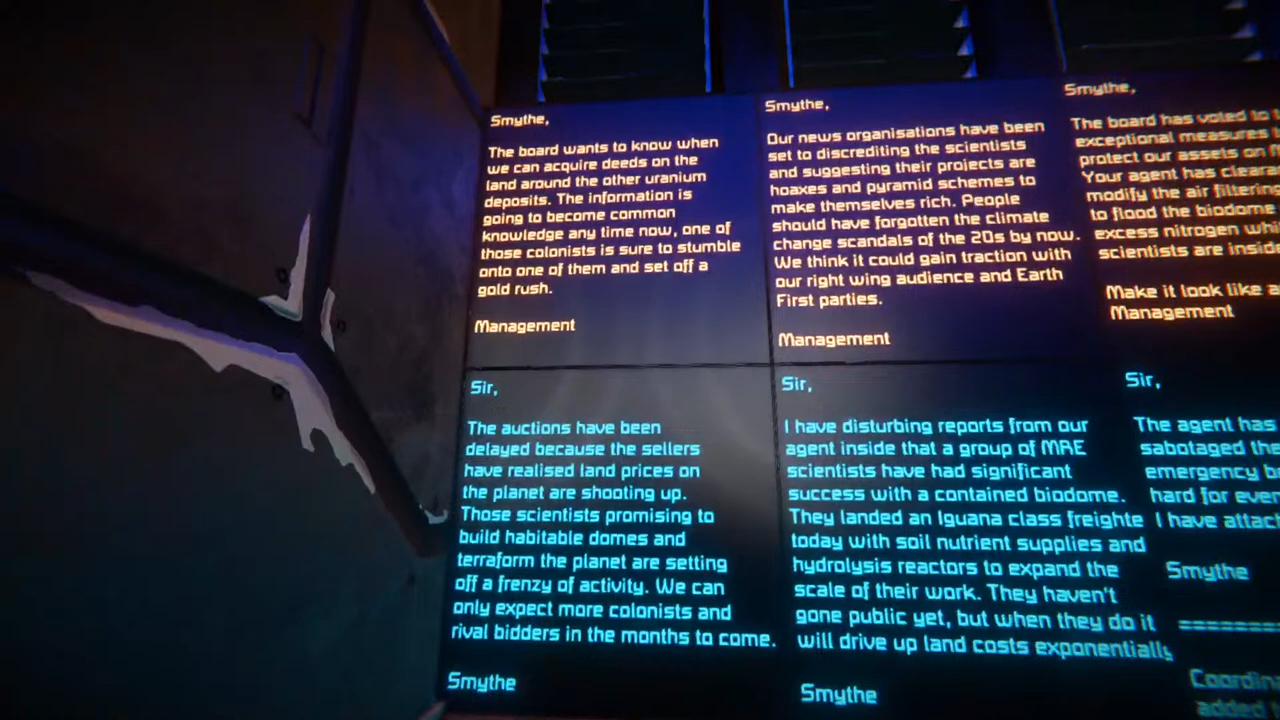 Smythe,
The board wants to know when
we can acquire deeds on the
land around the other uranium
deposits. The information is
going to become common
knowledge any time now, one of
those colonists is sure to stumble
onto one of them and set off a
gold rush.
Management
Smythe,
Our news organisations have been
set to discrediting the scientists
and suggesting their projects are
hoaxes and pyramid schemes to
make themselves rich. People
should have forgotten the climate
change scandals of the 20s by now.
We think it could gain traction with
our right wing audience and Earth
First parties.
Management
Smythe,
The board has voted
exceptional measures
protect our assets on
Your agent has
modify the air
to flood the biodome
excess nitrogen
scientists are
Make it look like
Management
Sir,
The auctions have been
delayed because the sellers
have realised land prices on
the planet are shooting up.
Those scientists promising to
build habitable domes and
terraform the planet are setting
off a frenzy of activity. We can
only expect more colonists and
rival bidders in the months to come.
Smythe
Sir,
I have disturbing reports from our
agent inside that a group of MRE
scientists have had significant
success with a contained biodome.
They landed an Iguana class freighte
today with soil nutrient supplies and
hydrolysis reactors to expand the
scale of their work. They haven't
gone public yet, but when they do it
will drive up land costs exponentially
Smythe
Sir,
The agent has
sabotaged the
emergency
hard for
I have
Smythe
added